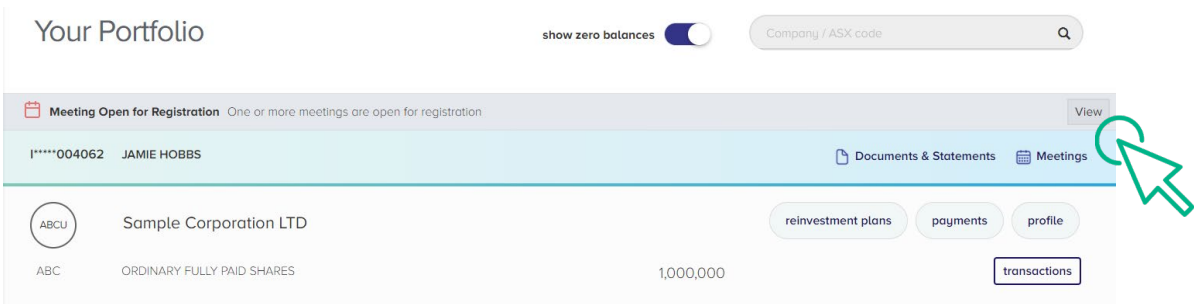 Your Portfolio
show zero balances
Company / ASX code
Meeting Open for Registration One or more meetings are open for registration
View
I*****004062 JAMIE HOBBS
Documents & Statements
Meetings
ABCU
Sample Corporation LTD
reinvestment plans
payments
profile
ABC
ORDINARY FULLY PAID SHARES
1,000,000
transactions